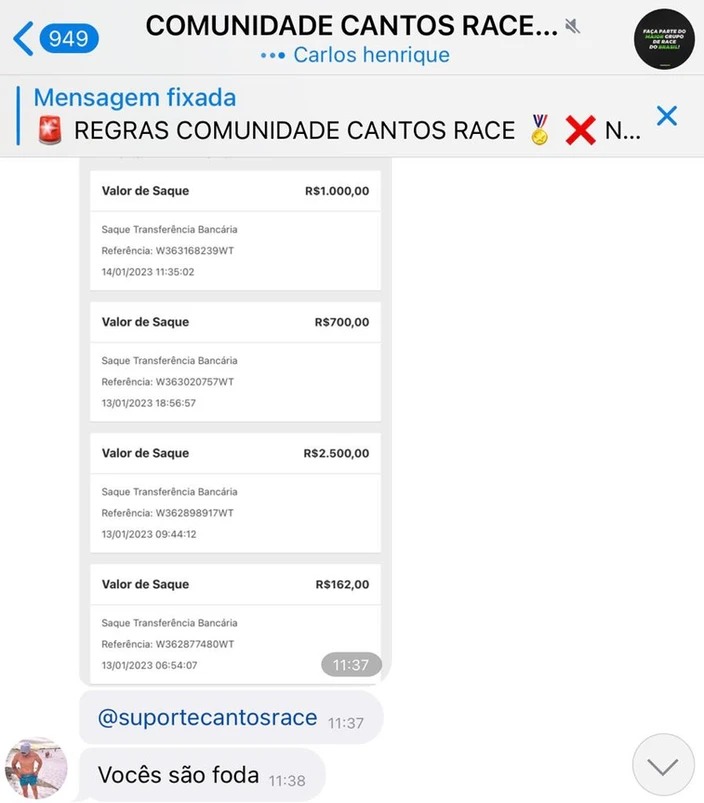 949
COMUNIDADE CANTOS RACE...
Carlos henrique
FAÇA PARTE DO
MAIOR GRUPO
DE RACE
DO BRASIL!
Mensagem fixada
🚨 REGRAS COMUNIDADE CANTOS RACE 🏅 ❌ N...
Valor de Saque R$1.000,00
Saque Transferência Bancária
Referência: W363168239WT
14/01/2023 11:35:02
Valor de Saque R$700,00
Saque Transferência Bancária
Referência: W363020757WT
13/01/2023 18:56:57
Valor de Saque R$2.500,00
Saque Transferência Bancária
Referência: W362898917WT
13/01/2023 09:44:12
Valor de Saque R$162,00
Saque Transferência Bancária
Referência: W362877480WT
13/01/2023 06:54:07
11:37
@suportecantosrace 11:37
Vocês são foda 11:38